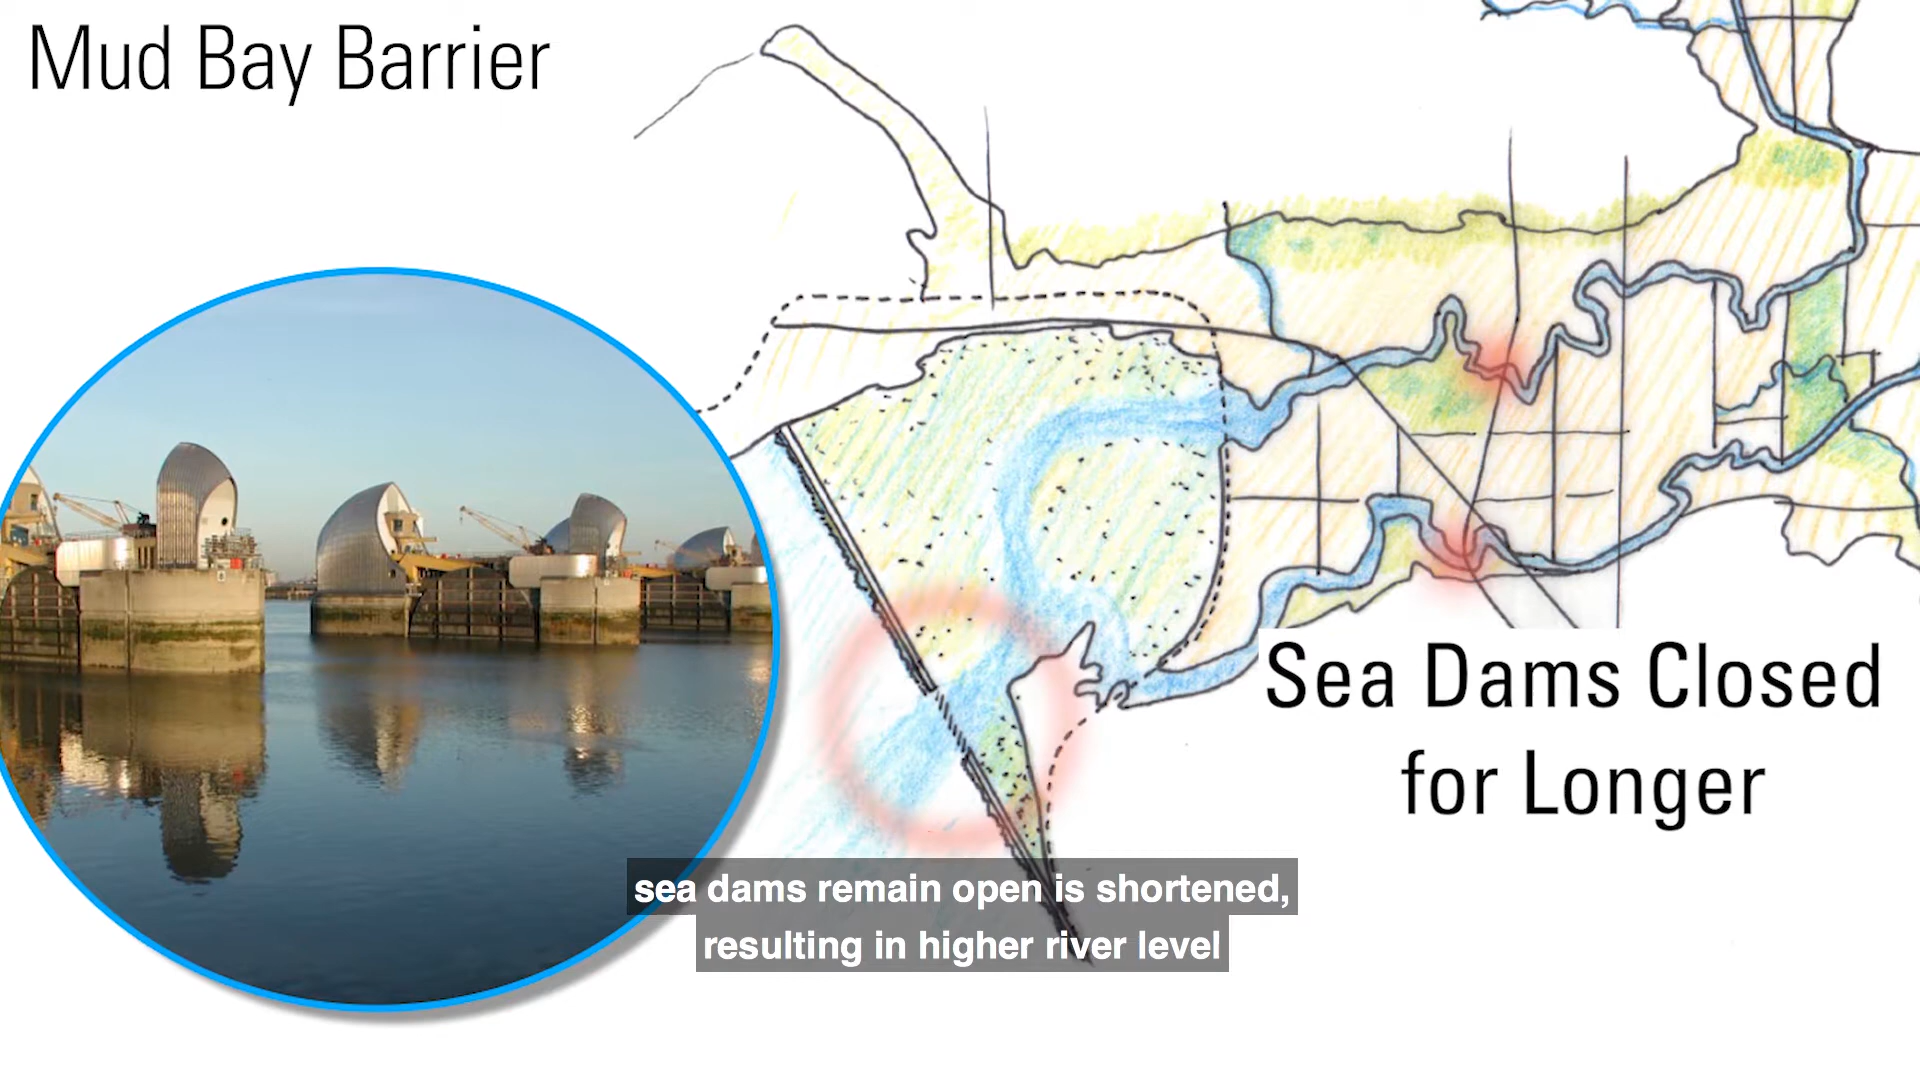 Mud Bay Barrier
Sea Dams Closed
for Longer
sea dams remain open is shortened,
resulting in higher river level